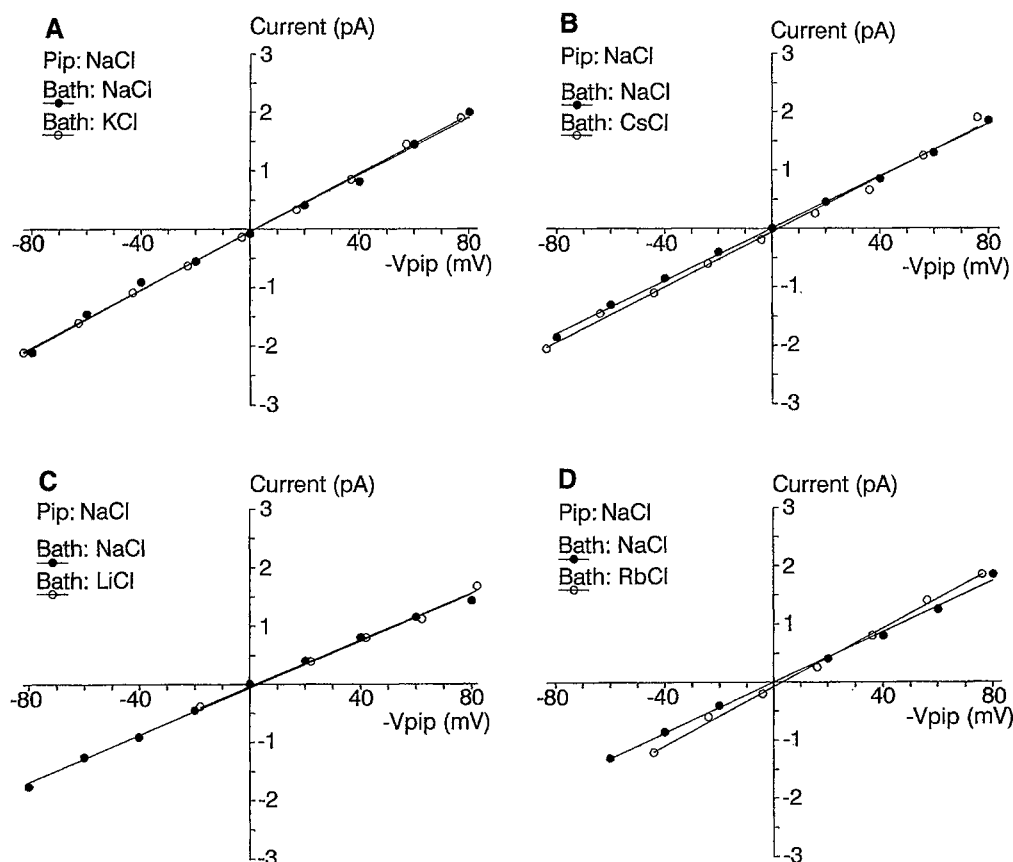 A
Current (pA)
Pip: NaCl
Bath: NaCl
Bath: KCl
3
2
1
-80
-40
40
80
-Vpip (mV)
-1
-2
-3
B
Current (pA)
Pip: NaCl
Bath: NaCl
Bath: CsCl
3
2
1
-80
-40
40
80
-Vpip (mV)
-1
-2
-3
C
Current (pA)
Pip: NaCl
Bath: NaCl
Bath: LiCl
3
2
1
-80
-40
40
80
-Vpip (mV)
-1
-2
-3
D
Current (pA)
Pip: NaCl
Bath: NaCl
Bath: RbCl
3
2
1
-80
-40
40
80
-Vpip (mV)
-1
-2
-3